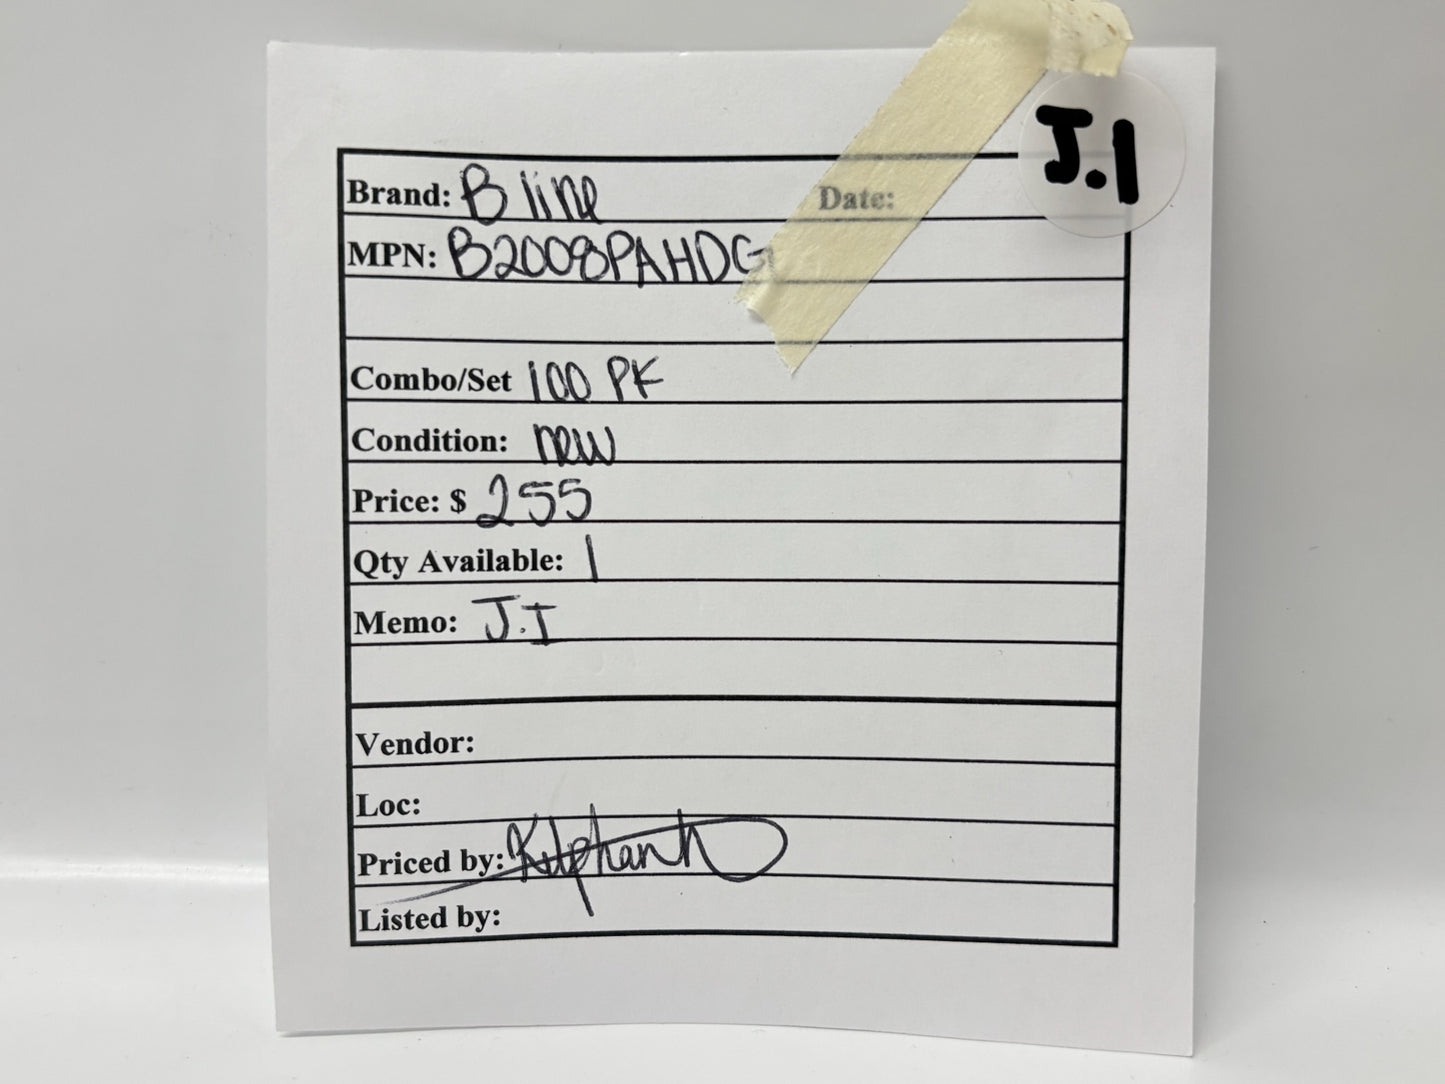 J.1
Brand: B line Date:
MPN: B2008PAHDG
Combo/Set 100 PK
Condition: new
Price: $ 255
Qty Available: 1
Memo: J.I
Vendor:
Loc:
Priced by:
Listed by: